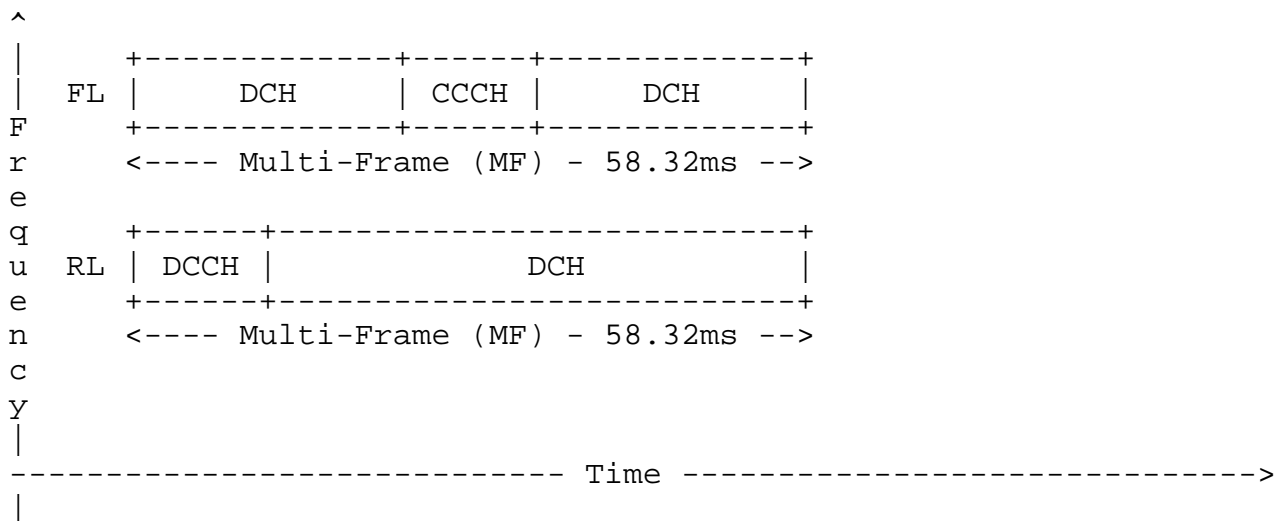 ^
|     +-------------+------+-------------+
|  FL |     DCH     | CCCH |     DCH     |
F     +-------------+------+-------------+
r     <---- Multi-Frame (MF) - 58.32ms -->
e
q     +------+---------------------------+
u  RL | DCCH |             DCH           |
e     +------+---------------------------+
n     <---- Multi-Frame (MF) - 58.32ms -->
c
y
|
----------------------------- Time ------------------------------>
|